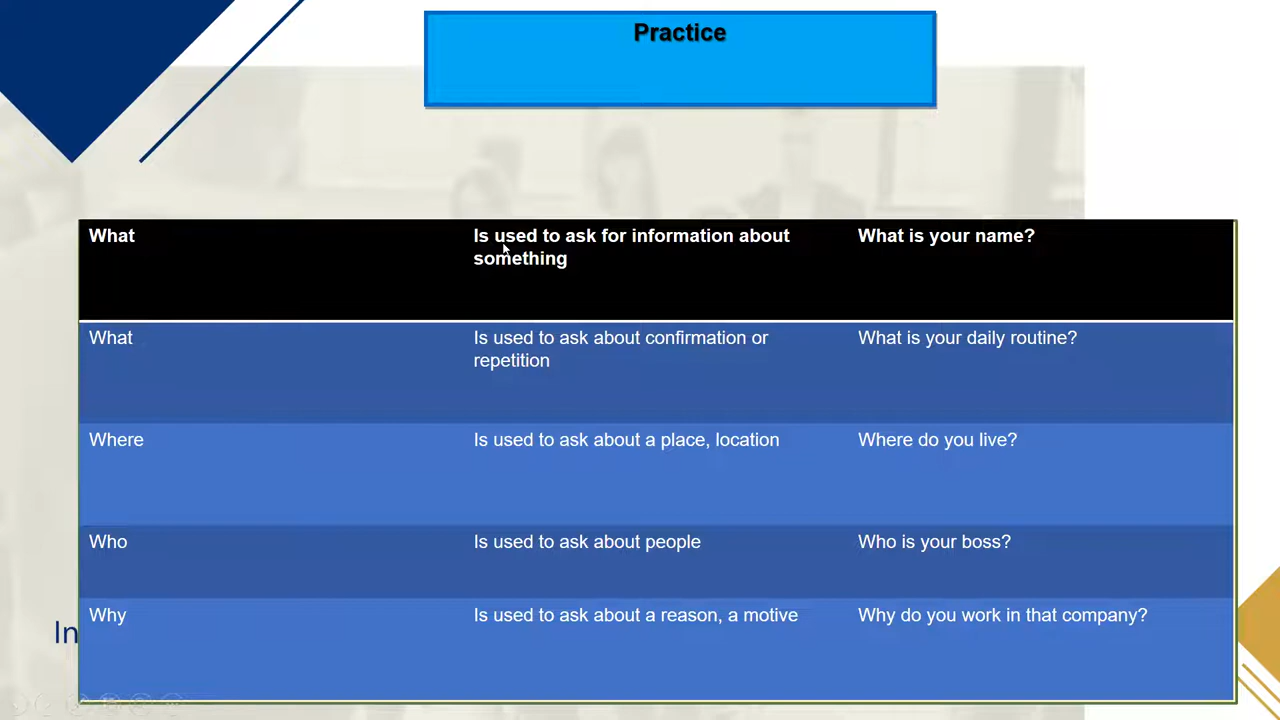 Practice
What
Is used to ask for information about
something
What is your name?
What
Is used to ask about confirmation or
repetition
What is your daily routine?
Where
Is used to ask about a place, location
Where do you live?
Who
Is used to ask about people
Who is your boss?
Why
Is used to ask about a reason, a motive
Why do you work in that company?
In